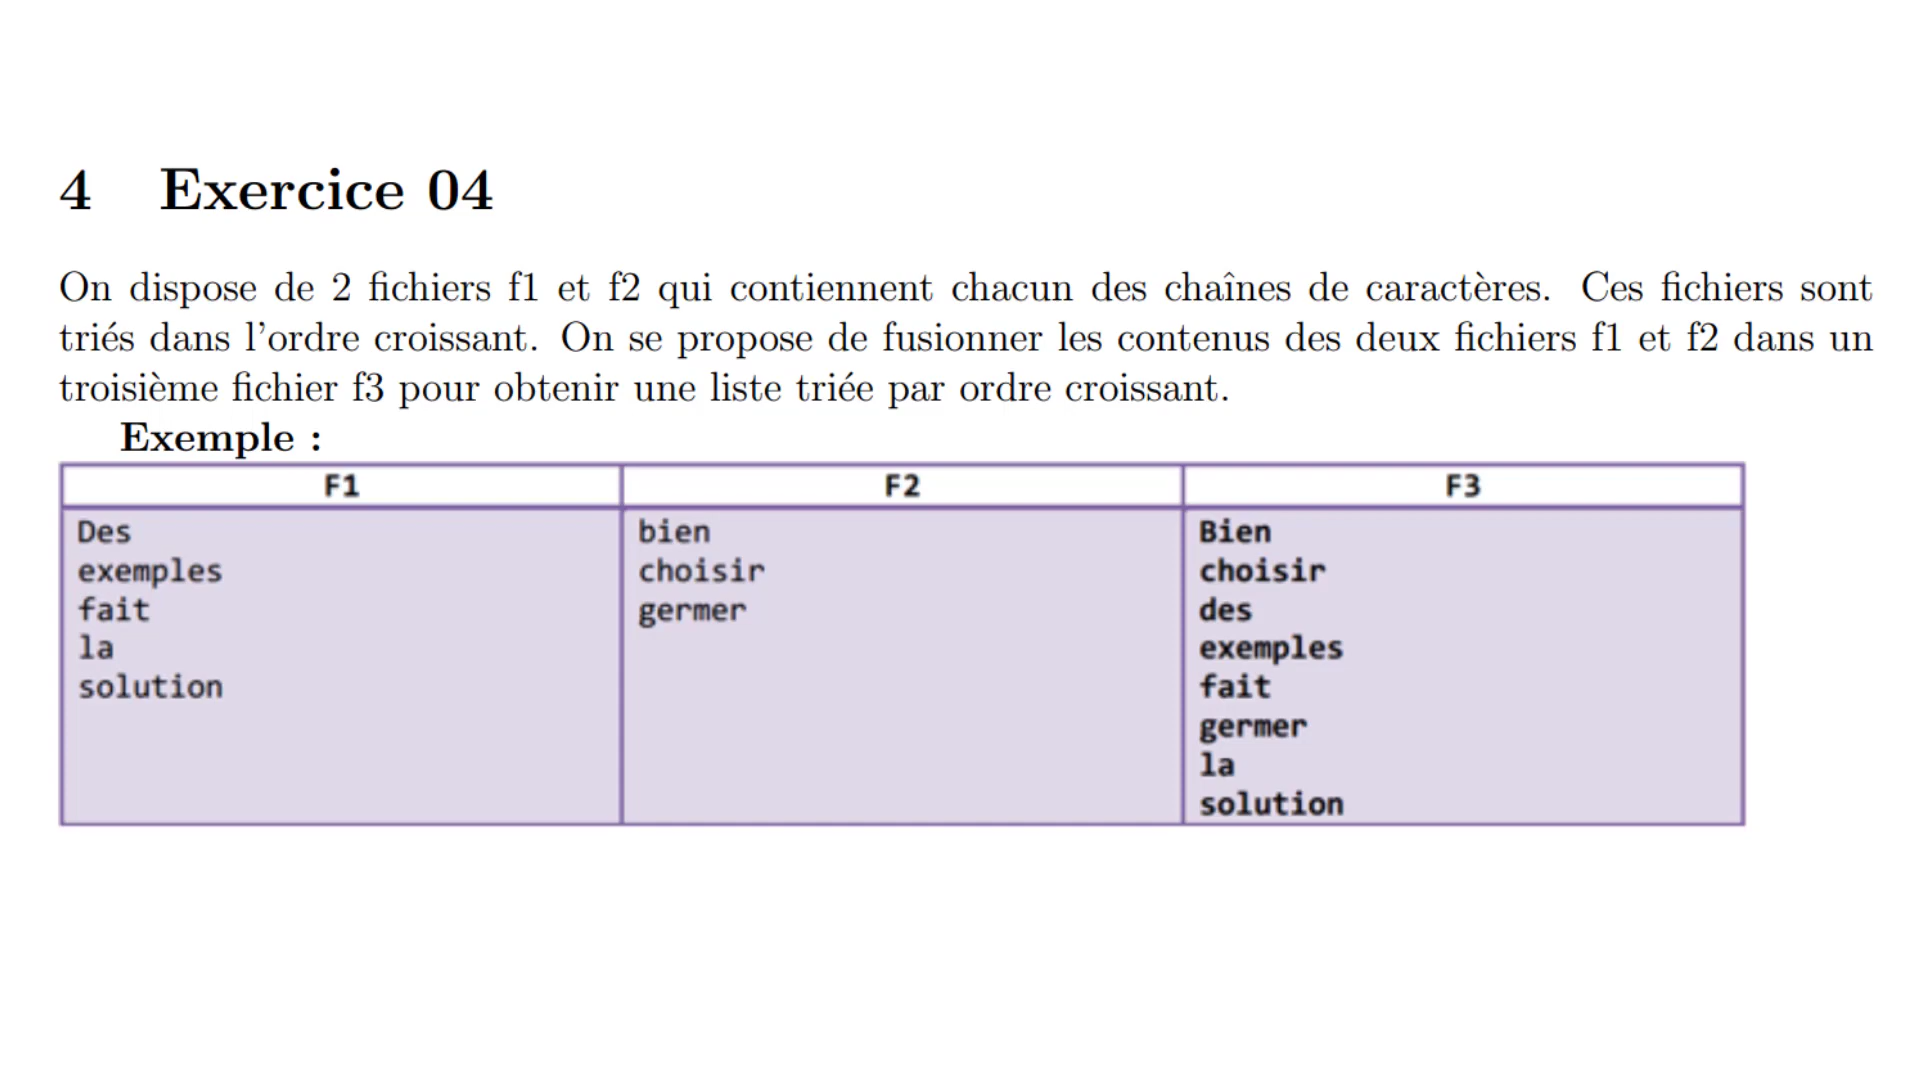 4 Exercice 04
On dispose de 2 fichiers f1 et f2 qui contiennent chacun des chaînes de caractères. Ces fichiers sont
triés dans l'ordre croissant. On se propose de fusionner les contenus des deux fichiers f1 et f2 dans un
troisième fichier f3 pour obtenir une liste triée par ordre croissant.
Exemple :
F1 F2 F3
Des bien Bien
exemples choisir choisir
fait germer des
la exemples
solution fait
germer
la
solution